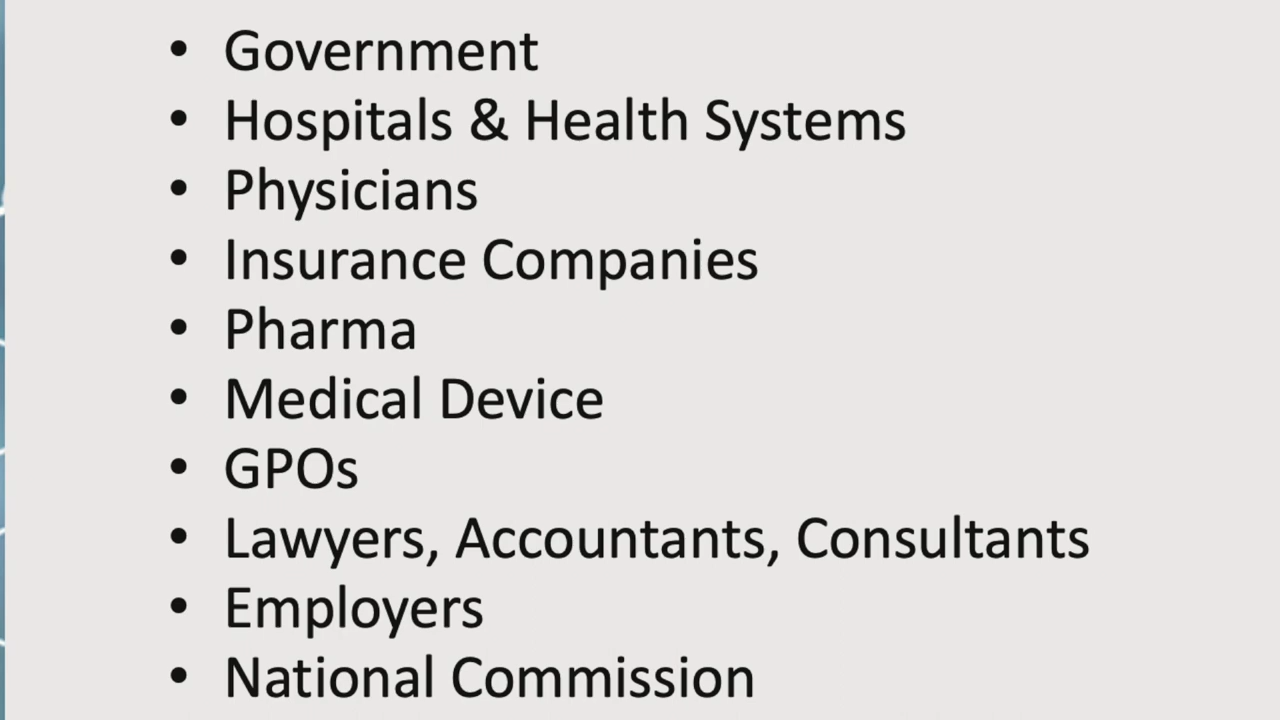 • Government
• Hospitals & Health Systems
• Physicians
• Insurance Companies
• Pharma
• Medical Device
• GPOs
• Lawyers, Accountants, Consultants
• Employers
• National Commission